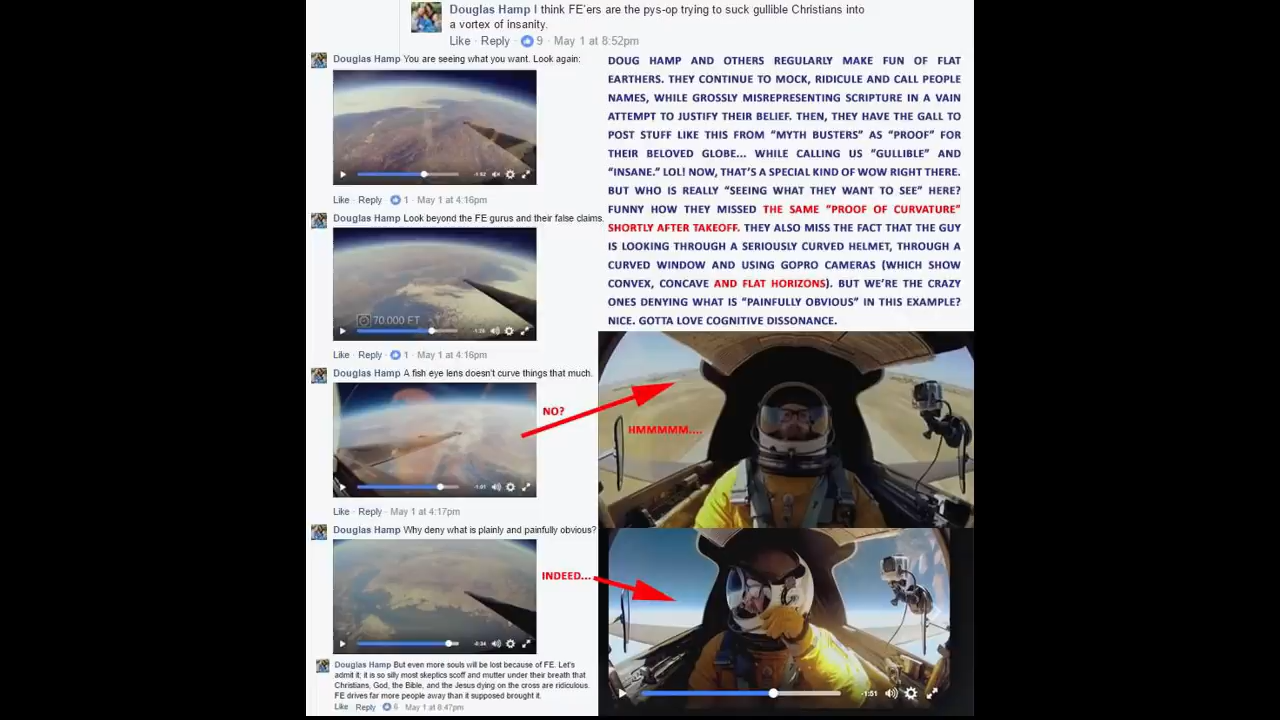 Douglas Hamp I think FE'ers are the pys-op trying to suck gullible Christians into
a vortex of insanity.
Like · Reply · 9 · May 1 at 8:52pm
Douglas Hamp You are seeing what you want. Look again:
-1:52
Like · Reply · 1 · May 1 at 4:16pm
Douglas Hamp Look beyond the FE gurus and their false claims.
70,000 FT
Like · Reply · 1 · May 1 at 4:16pm
Douglas Hamp A fish eye lens doesn't curve things that much.
-1:01
Like · Reply · May 1 at 4:17pm
Douglas Hamp Why deny what is plainly and painfully obvious?
-0:34
Douglas Hamp But even more souls will be lost because of FE. Let's
admit it; it is so silly most skeptics scoff and mutter under their breath that
Christians, God, the Bible, and the Jesus dying on the cross are ridiculous.
FE drives far more people away than it supposed brought it.
Like · Reply · 6 · May 1 at 8:47pm
DOUG HAMP AND OTHERS REGULARLY MAKE FUN OF FLAT
EARTHERS. THEY CONTINUE TO MOCK, RIDICULE AND CALL PEOPLE
NAMES, WHILE GROSSLY MISREPRESENTING SCRIPTURE IN A VAIN
ATTEMPT TO JUSTIFY THEIR BELIEF. THEN, THEY HAVE THE GALL TO
POST STUFF LIKE THIS FROM "MYTH BUSTERS" AS "PROOF" FOR
THEIR BELOVED GLOBE... WHILE CALLING US "GULLIBLE" AND
"INSANE." LOL! NOW, THAT'S A SPECIAL KIND OF WOW RIGHT THERE.
BUT WHO IS REALLY "SEEING WHAT THEY WANT TO SEE" HERE?
FUNNY HOW THEY MISSED THE SAME "PROOF OF CURVATURE"
SHORTLY AFTER TAKEOFF. THEY ALSO MISS THE FACT THAT THE GUY
IS LOOKING THROUGH A SERIOUSLY CURVED HELMET, THROUGH A
CURVED WINDOW AND USING GOPRO CAMERAS (WHICH SHOW
CONVEX, CONCAVE AND FLAT HORIZONS). BUT WE'RE THE CRAZY
ONES DENYING WHAT IS "PAINFULLY OBVIOUS" IN THIS EXAMPLE?
NICE. GOTTA LOVE COGNITIVE DISSONANCE.
NO?
HMMMMM....
INDEED...
-1:51